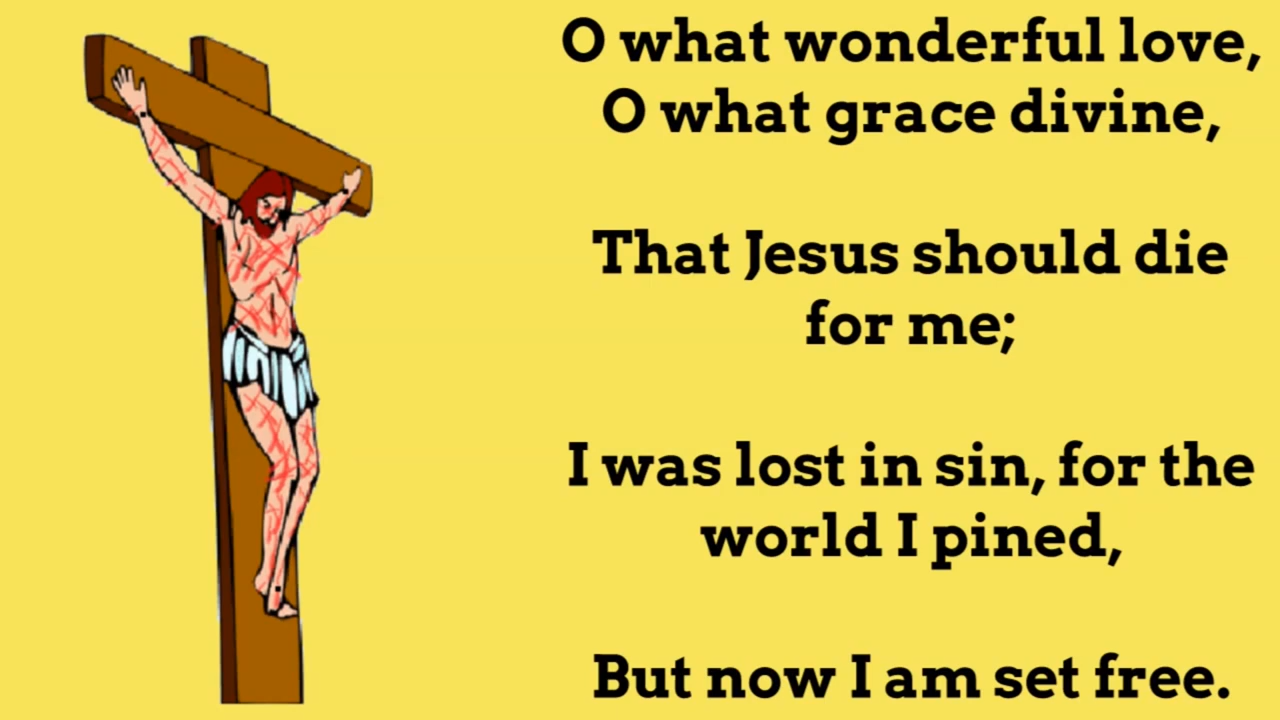 O what wonderful love,
O what grace divine,
That Jesus should die
for me;
I was lost in sin, for the
world I pined,
But now I am set free.